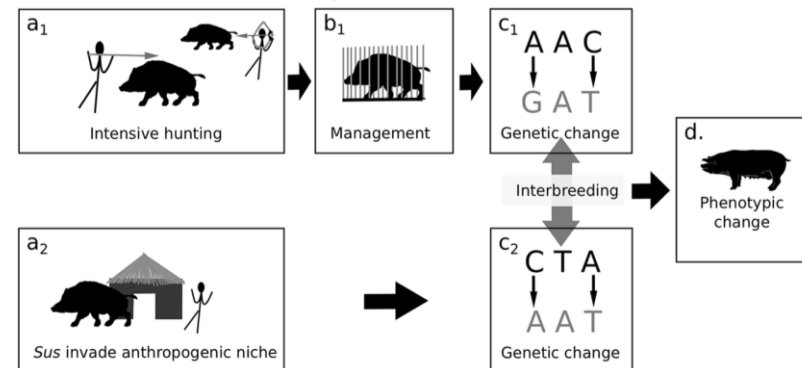 a1
Intensive hunting
b1
Management
c1
A A C
G A T
Genetic change
Interbreeding
d.
Phenotypic
change
a2
Sus invade anthropogenic niche
c2
C T A
A A T
Genetic change